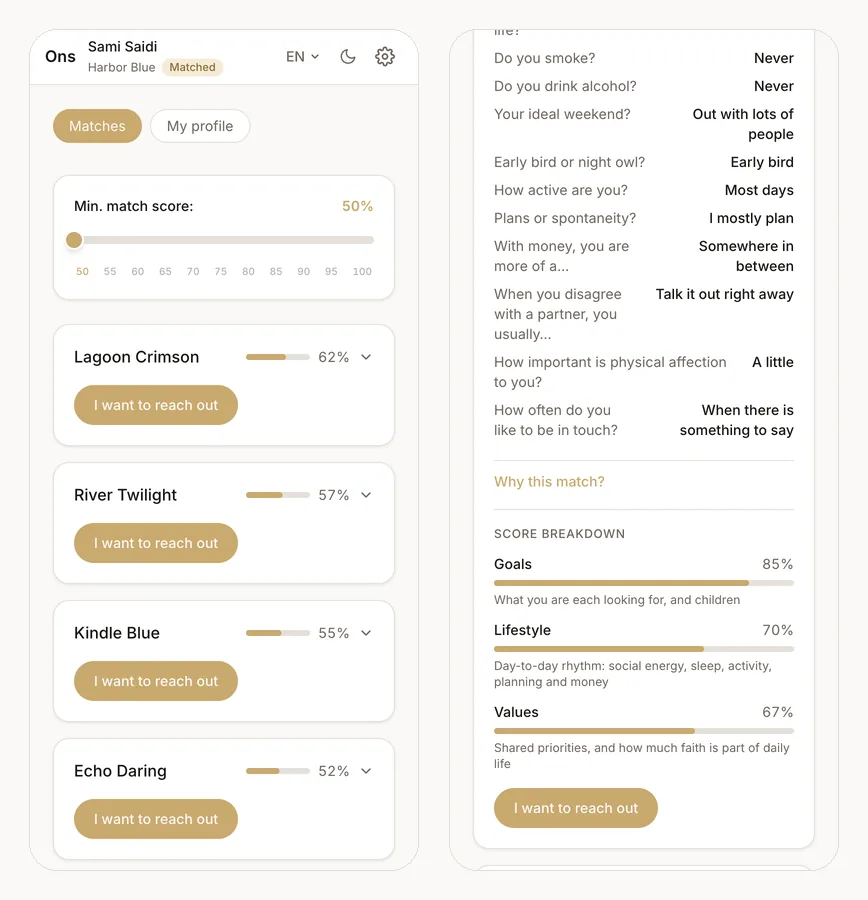 Ons
Sami Saidi
Harbor Blue
Matched
EN
Matches
My profile
Min. match score:
50%
50 55 60 65 70 75 80 85 90 95 100
Lagoon Crimson
62%
I want to reach out
River Twilight
57%
I want to reach out
Kindle Blue
55%
I want to reach out
Echo Daring
52%
I want to reach out
life?
Do you smoke?
Never
Do you drink alcohol?
Never
Your ideal weekend?
Out with lots of
people
Early bird or night owl?
Early bird
How active are you?
Most days
Plans or spontaneity?
I mostly plan
With money, you are
more of a...
Somewhere in
between
When you disagree
with a partner, you
usually...
Talk it out right away
How important is physical affection
to you?
A little
How often do you
like to be in touch?
When there is
something to say
Why this match?
SCORE BREAKDOWN
Goals
85%
What you are each looking for, and children
Lifestyle
70%
Day-to-day rhythm: social energy, sleep, activity,
planning and money
Values
67%
Shared priorities, and how much faith is part of daily
life
I want to reach out